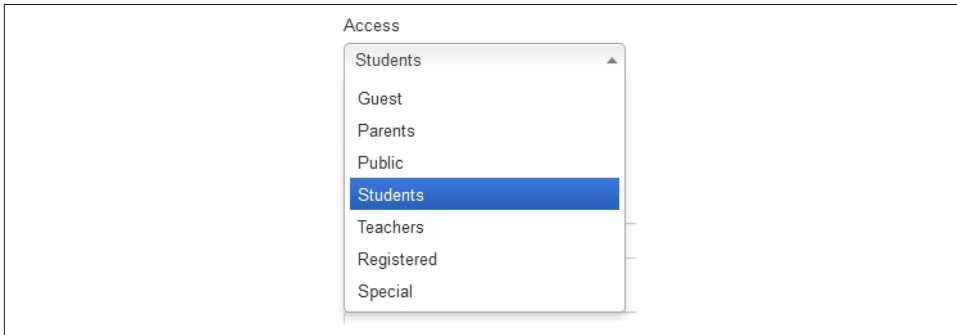 Access
Students
Guest
Parents
Public
Students
Teachers
Registered
Special